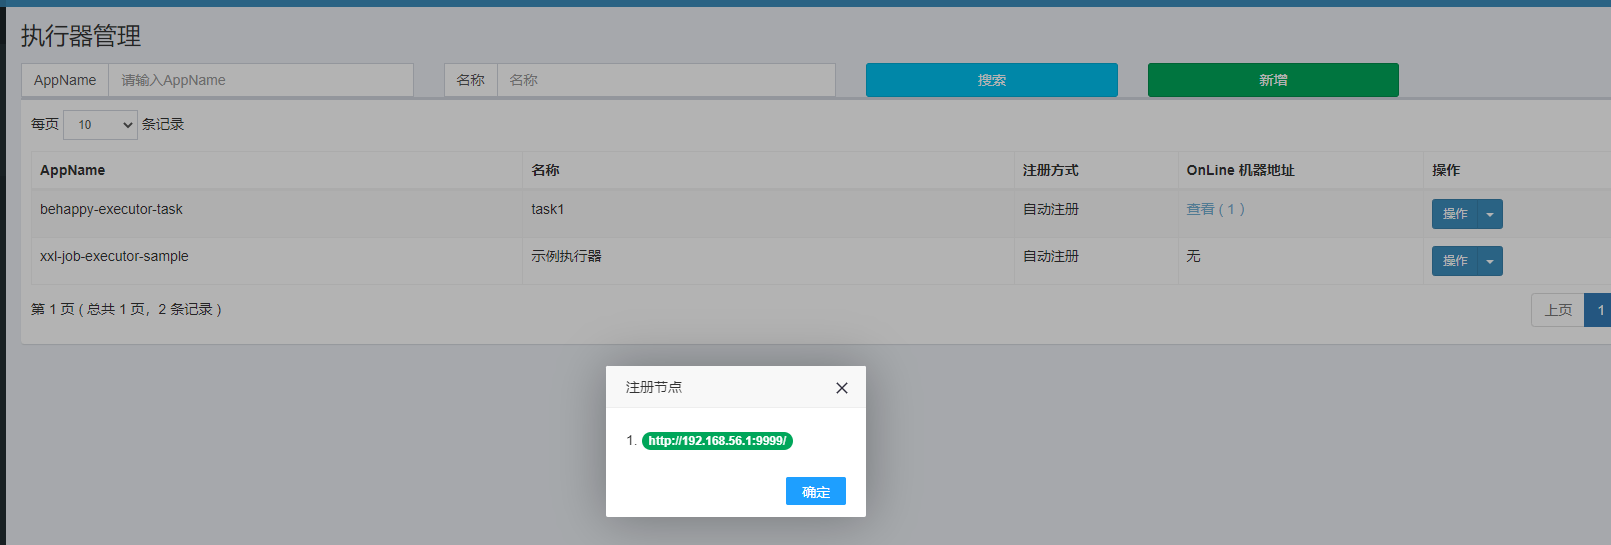 执行器管理
AppName 请输入AppName 名称 名称 搜索 新增
每页 10 条记录
AppName 名称 注册方式 OnLine 机器地址 操作
behappy-executor-task task1 自动注册 查看 ( 1 ) 操作
xxl-job-executor-sample 示例执行器 自动注册 无 操作
第 1 页 ( 总共 1 页，2 条记录 ) 上页 1
注册节点
1. http://192.168.56.1:9999/
确定